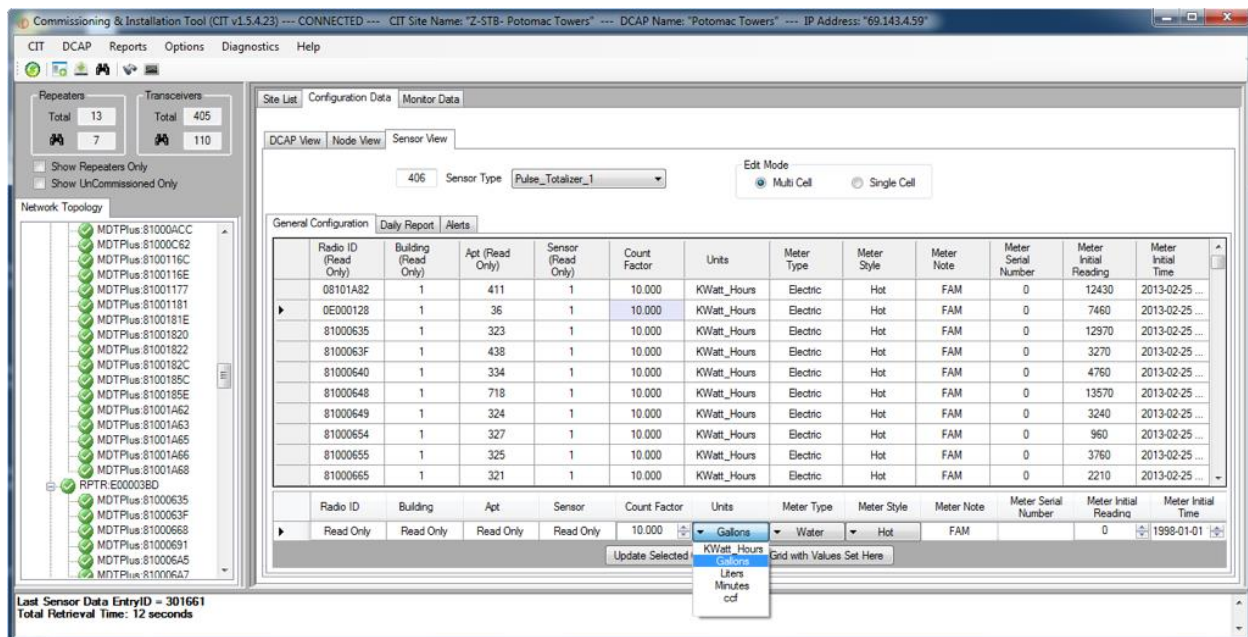 Commissioning & Installation Tool (CIT v1.5.4.23) --- CONNECTED --- CIT Site Name: "Z-STB- Potomac Towers" --- DCAP Name: "Potomac Towers" --- IP Address: "69.143.4.59"
CIT DCAP Reports Options Diagnostics Help
Repeaters Transceivers
Total 13 Total 405
7 110
Show Repeaters Only
Show UnCommissioned Only
Network Topology
MDTPlus:81000ACC
MDTPlus:81000C62
MDTPlus:8100116C
MDTPlus:8100116E
MDTPlus:81001177
MDTPlus:81001181
MDTPlus:8100181E
MDTPlus:81001820
MDTPlus:81001822
MDTPlus:8100182C
MDTPlus:8100185C
MDTPlus:8100185E
MDTPlus:81001A62
MDTPlus:81001A63
MDTPlus:81001A65
MDTPlus:81001A66
MDTPlus:81001A68
RPTR:E00003BD
MDTPlus:81000635
MDTPlus:8100063F
MDTPlus:81000668
MDTPlus:81000691
MDTPlus:810006A5
MDTPlus:810006A7
Site List Configuration Data Monitor Data
DCAP View Node View Sensor View
406 Sensor Type Pulse_Totalizer_1
Edit Mode
Multi Cell Single Cell
General Configuration Daily Report Alerts
Radio ID (Read Only) Building (Read Only) Apt (Read Only) Sensor (Read Only) Count Factor Units Meter Type Meter Style Meter Note Meter Serial Number Meter Initial Reading Meter Initial Time
08101A82 1 411 1 10.000 KWatt_Hours Electric Hot FAM 0 12430 2013-02-25 ...
0E000128 1 36 1 10.000 KWatt_Hours Electric Hot FAM 0 7460 2013-02-25 ...
81000635 1 323 1 10.000 KWatt_Hours Electric Hot FAM 0 12970 2013-02-25 ...
8100063F 1 438 1 10.000 KWatt_Hours Electric Hot FAM 0 3270 2013-02-25 ...
81000640 1 334 1 10.000 KWatt_Hours Electric Hot FAM 0 4760 2013-02-25 ...
81000648 1 718 1 10.000 KWatt_Hours Electric Hot FAM 0 13570 2013-02-25 ...
81000649 1 324 1 10.000 KWatt_Hours Electric Hot FAM 0 3240 2013-02-25 ...
81000654 1 327 1 10.000 KWatt_Hours Electric Hot FAM 0 960 2013-02-25 ...
81000655 1 325 1 10.000 KWatt_Hours Electric Hot FAM 0 3760 2013-02-25 ...
81000665 1 321 1 10.000 KWatt_Hours Electric Hot FAM 0 2210 2013-02-25 ...
Radio ID Building Apt Sensor Count Factor Units Meter Type Meter Style Meter Note Meter Serial Number Meter Initial Reading Meter Initial Time
Read Only Read Only Read Only Read Only 10.000 Gallons Water Hot FAM 0 1998-01-01
Update Selected Grid with Values Set Here
KWatt_Hours
Gallons
Liters
Minutes
ccf
Last Sensor Data EntryID = 301661
Total Retrieval Time: 12 seconds